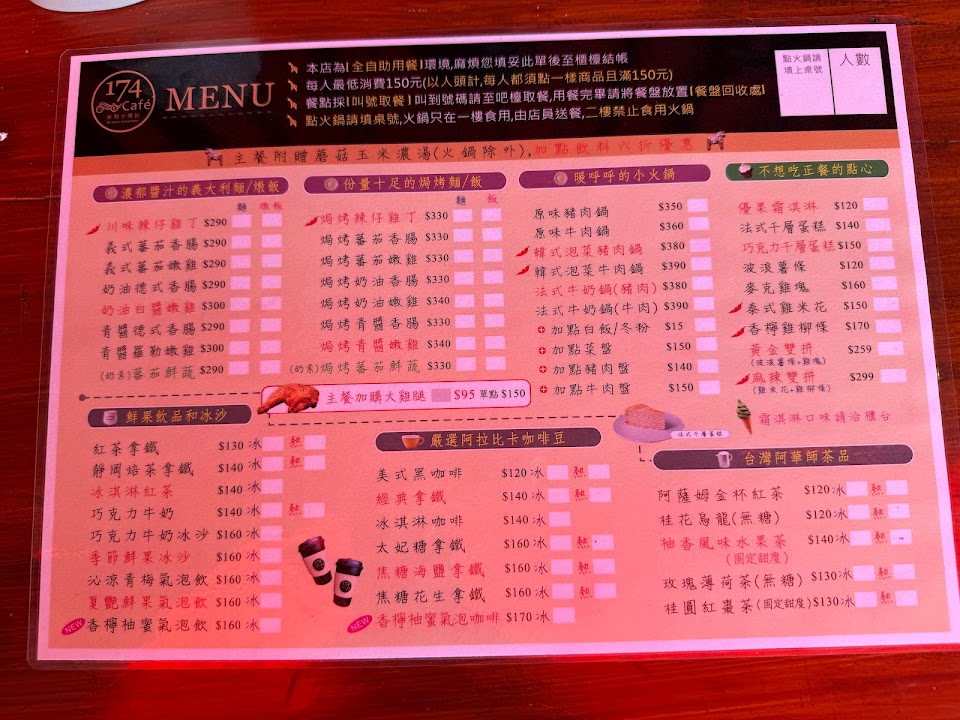 174
Café
MENU
本店為【全自助用餐】環境,麻煩您填妥此單後至櫃檯結帳
每人最低消費150元(以人頭計,每人都須點一樣商品且滿150元)
餐點採【叫號取餐】叫到號碼請至吧檯取餐,用餐完畢請將餐盤放置【餐盤回收處】
點火鍋請填桌號,火鍋只在一樓食用,由店員送餐,二樓禁止食用火鍋
點火鍋請
填上桌號
人數
主餐附贈蘑菇玉米濃湯(火鍋除外),加點飲料六折優惠
濃郁醬汁的義大利麵/燉飯
麵 燉飯
川味辣仔雞丁 $290
義式蕃茄香腸 $290
義式蕃茄嫩雞 $290
奶油德式香腸 $290
奶油白醬嫩雞 $300
青醬德式香腸 $290
青醬羅勒嫩雞 $300
(奶素)蕃茄鮮蔬 $290
份量十足的焗烤麵/飯
麵 飯
焗烤辣仔雞丁 $330
焗烤蕃茄香腸 $330
焗烤蕃茄嫩雞 $330
焗烤奶油香腸 $330
焗烤奶油嫩雞 $340
焗烤青醬香腸 $330
焗烤青醬嫩雞 $340
(奶素)焗烤蕃茄鮮蔬 $330
暖呼呼的小火鍋
原味豬肉鍋 $350
原味牛肉鍋 $360
韓式泡菜豬肉鍋 $380
韓式泡菜牛肉鍋 $390
法式牛奶鍋(豬肉) $380
法式牛奶鍋(牛肉) $390
加點白飯/冬粉 $15
加點菜盤 $150
加點豬肉盤 $140
加點牛肉盤 $150
不想吃正餐的點心
優果霜淇淋 $120
法式千層蛋糕 $140
巧克力千層蛋糕 $150
波浪薯條 $120
麥克雞塊 $160
泰式雞米花 $150
香檸雞柳條 $170
黃金雙拼 $259
(波浪薯條+雞塊)
麻辣雙拼 $299
(雞米花+雞柳條)
霜淇淋口味請洽櫃台
法式千層蛋糕
主餐加購大雞腿 $95 單點 $150
鮮果飲品和冰沙
紅茶拿鐵 $130 冰 熱
靜岡焙茶拿鐵 $140 冰 熱
冰淇淋紅茶 $140 冰
巧克力牛奶 $140 冰 熱
巧克力牛奶冰沙 $160 冰
季節鮮果冰沙 $160 冰
沁涼青梅氣泡飲 $160 冰
夏艷鮮果氣泡飲 $160 冰
NEW 香檸柚蜜氣泡飲 $160 冰
嚴選阿拉比卡咖啡豆
美式黑咖啡 $120 冰 熱
經典拿鐵 $140 冰 熱
冰淇淋咖啡 $140 冰
太妃糖拿鐵 $160 冰 熱
焦糖海鹽拿鐵 $160 冰 熱
焦糖花生拿鐵 $160 冰 熱
NEW 香檸柚蜜氣泡咖啡 $170 冰
台灣阿華師茶品
阿薩姆金杯紅茶 $120 冰 熱
桂花烏龍(無糖) $120 冰 熱
柚香風味水果茶 $140 冰 熱
(固定甜度)
玫瑰薄荷茶(無糖) $130 冰 熱
桂圓紅棗茶(固定甜度) $130 冰 熱